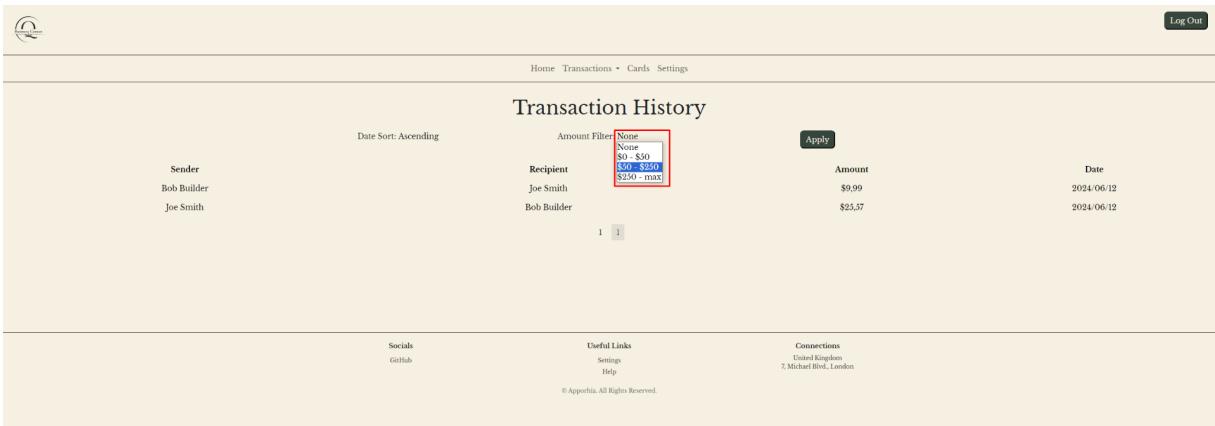 Log Out
Home Transactions Cards Settings
Transaction History
Date Sort: Ascending Amount Filter: None Apply
None
$0 - $50
$50 - $250
$250 - max
Sender Recipient Amount Date
Bob Builder Joe Smith $9,99 2024/06/12
Joe Smith Bob Builder $25,57 2024/06/12
1 1
Socials Useful Links Connections
GitHub Settings United Kingdom
7, Michael Blvd., London
Help
© Apporhia. All Rights Reserved.